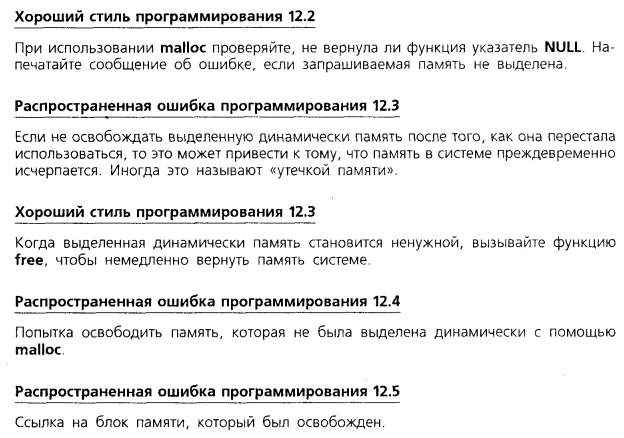 Хороший стиль программирования 12.2
При использовании malloc проверяйте, не вернула ли функция указатель NULL. На-
печатайте сообщение об ошибке, если запрашиваемая память не выделена.
Распространенная ошибка программирования 12.3
Если не освобождать выделенную динамически память после того, как она перестала
использоваться, то это может привести к тому, что память в системе преждевременно
исчерпается. Иногда это называют «утечкой памяти».
Хороший стиль программирования 12.3
Когда выделенная динамически память становится ненужной, вызывайте функцию
free, чтобы немедленно вернуть память системе.
Распространенная ошибка программирования 12.4
Попытка освободить память, которая не была выделена динамически с помощью
malloc.
Распространенная ошибка программирования 12.5
Ссылка на блок памяти, который был освобожден.